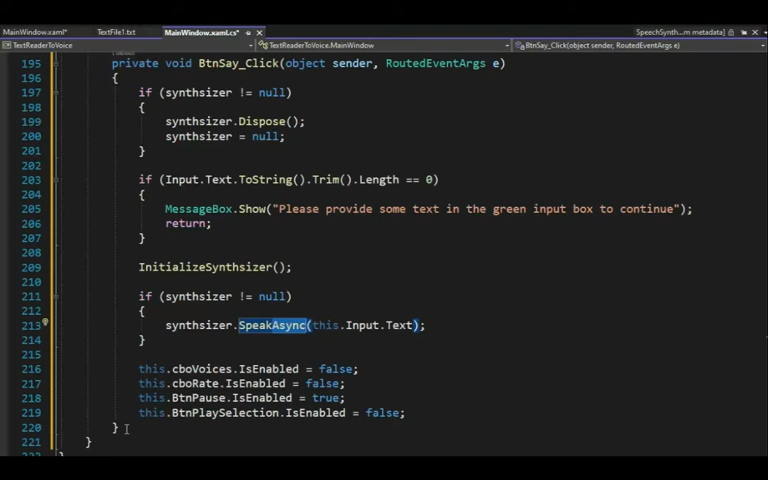 MainWindow.xaml* TextFile1.txt MainWindow.xaml.cs* SpeechSynth...m metadata]
TextReaderToVoice TextReaderToVoice.MainWindow BtnSay_Click(object sender, RoutedEventArgs e)
195 private void BtnSay_Click(object sender, RoutedEventArgs e)
196 {
197 if (synthsizer != null)
198 {
199 synthsizer.Dispose();
200 synthsizer = null;
201 }
202
203 if (Input.Text.ToString().Trim().Length == 0)
204 {
205 MessageBox.Show("Please provide some text in the green input box to continue");
206 return;
207 }
208
209 InitializeSynthsizer();
210
211 if (synthsizer != null)
212 {
213 synthsizer.SpeakAsync(this.Input.Text);
214 }
215
216 this.cboVoices.IsEnabled = false;
217 this.cboRate.IsEnabled = false;
218 this.BtnPause.IsEnabled = true;
219 this.BtnPlaySelection.IsEnabled = false;
220 }
221 }
222 }